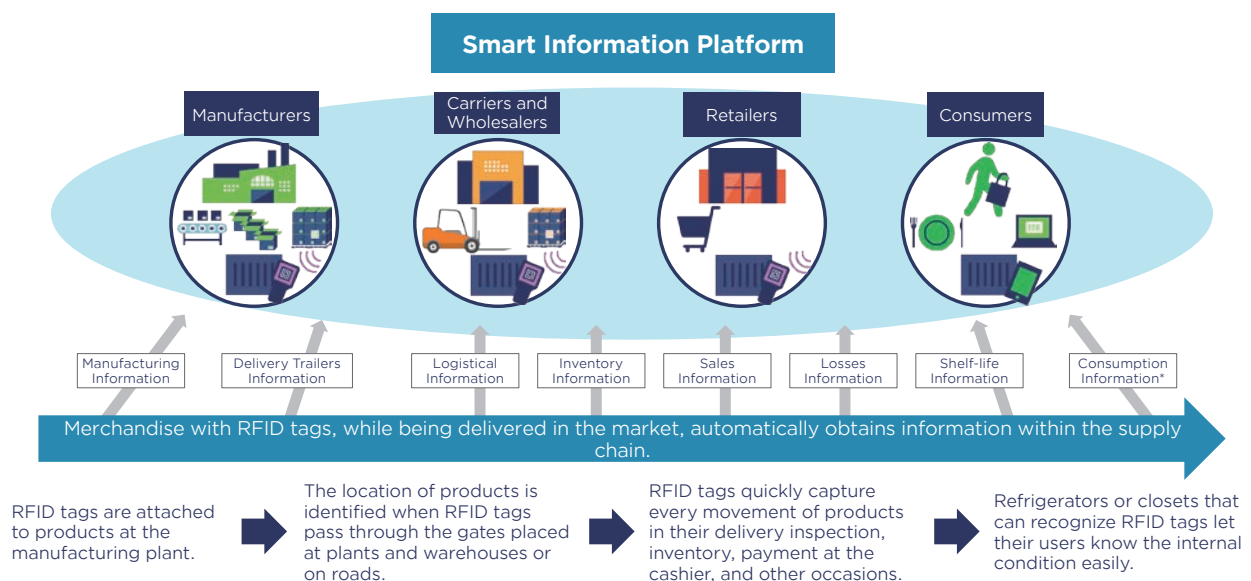 Smart Information Platform
Manufacturers
Carriers and
Wholesalers
Retailers
Consumers
Manufacturing
Information
Delivery Trailers
Information
Logistical
Information
Inventory
Information
Sales
Information
Losses
Information
Shelf-life
Information
Consumption
Information*
Merchandise with RFID tags, while being delivered in the market, automatically obtains information within the supply
chain.
RFID tags are attached
to products at the
manufacturing plant.
The location of products is
identified when RFID tags
pass through the gates placed
at plants and warehouses or
on roads.
RFID tags quickly capture
every movement of products
in their delivery inspection,
inventory, payment at the
cashier, and other occasions.
Refrigerators or closets that
can recognize RFID tags let
their users know the internal
condition easily.